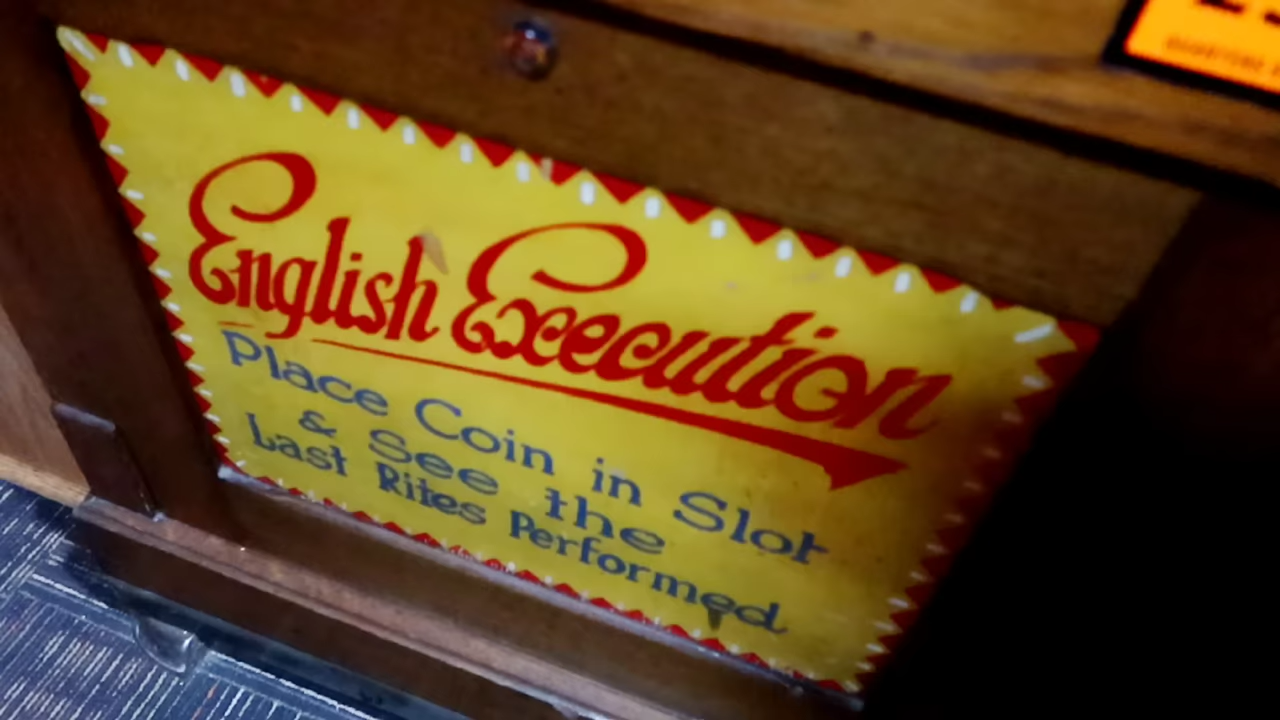 English Execution
Place Coin in Slot
& See the
Last Rites Performed